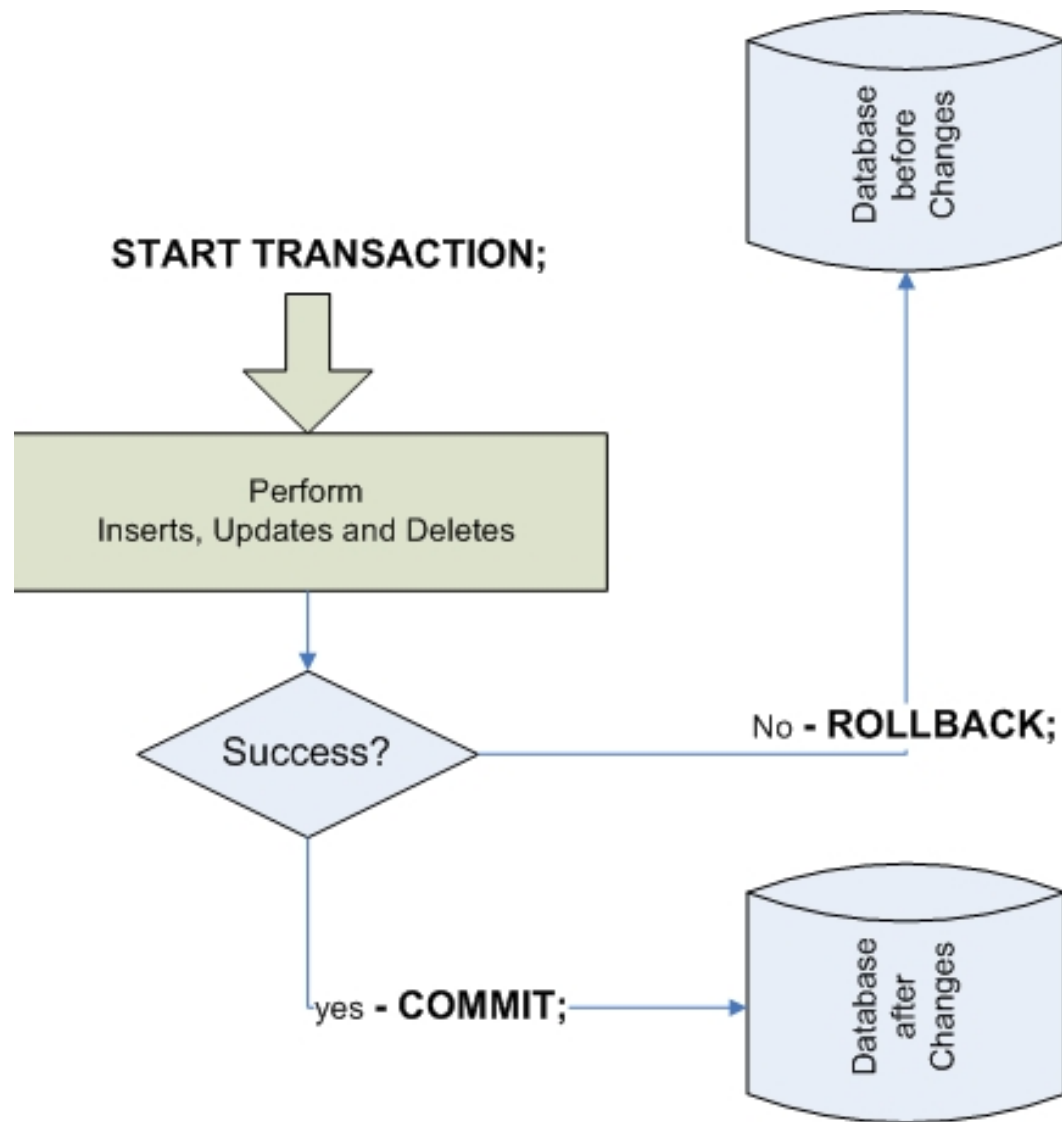 Database
before
Changes
START TRANSACTION;
Perform
Inserts, Updates and Deletes
Success?
No - ROLLBACK;
yes - COMMIT;
Database
after
Changes